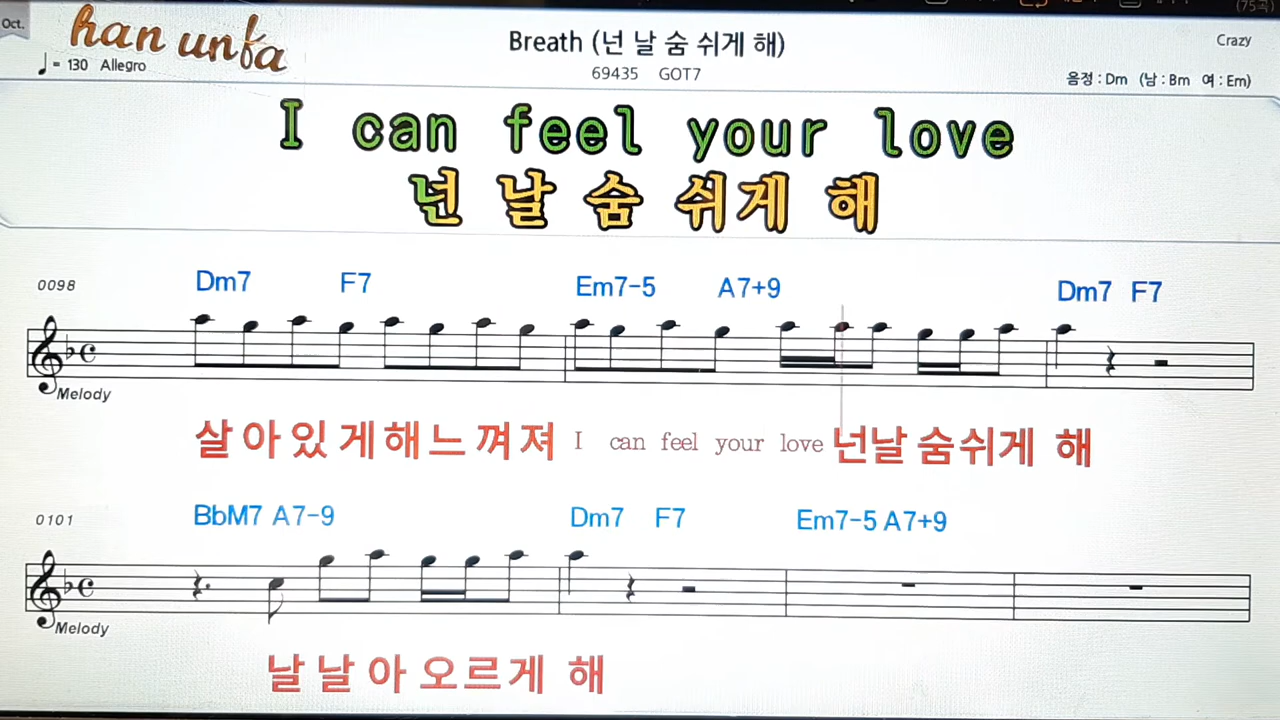 (75곡)
Oct.
han unfa
Breath (넌 날 숨 쉬게 해)
Crazy
= 130 Allegro
69435 GOT7
음정 : Dm (남 : Bm 여 : Em)
I can feel your love
넌 날 숨 쉬게 해
0098
Dm7 F7 Em7-5 A7+9 Dm7 F7
Melody
살아있게해느껴져 I can feel your love 넌날숨쉬게 해
0101
BbM7 A7-9 Dm7 F7 Em7-5 A7+9
Melody
날날아오르게 해